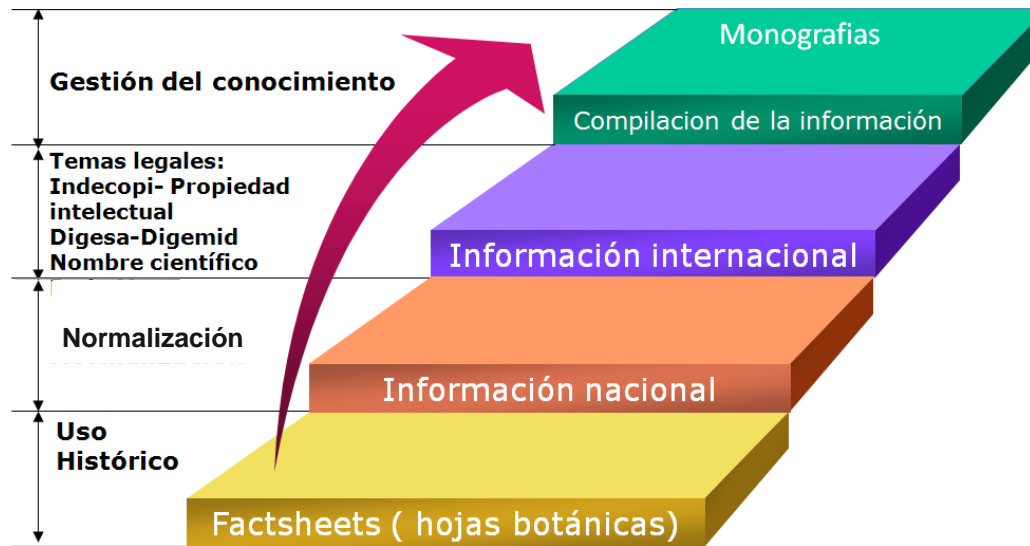 Monografias
Gestión del conocimiento
Compilacion de la información
Temas legales:
Indecopi- Propiedad
intelectual
Digesa-Digemid
Nombre científico
Información internacional
Normalización
Información nacional
Uso
Histórico
Factsheets ( hojas botánicas)